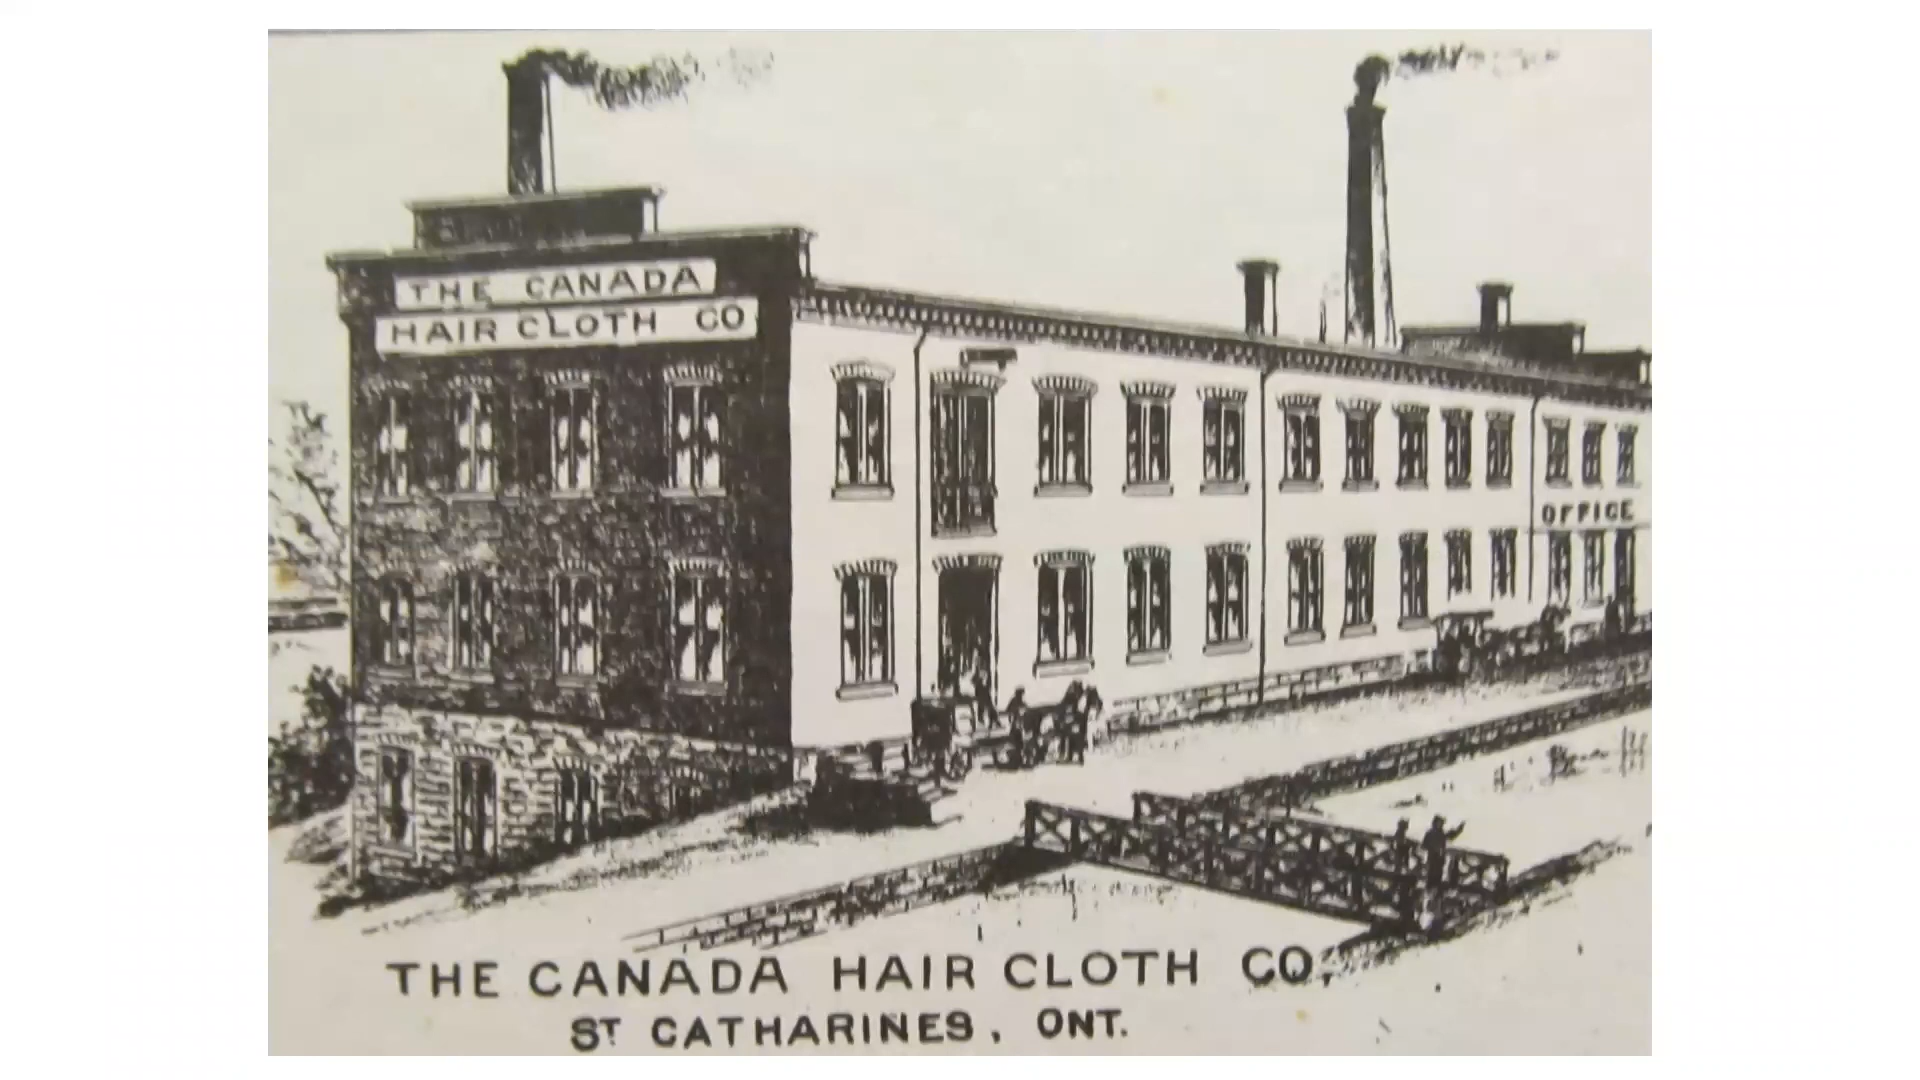 THE CANADA
HAIR CLOTH CO
OFFICE
THE CANADA HAIR CLOTH CO.
ST CATHARINES, ONT.